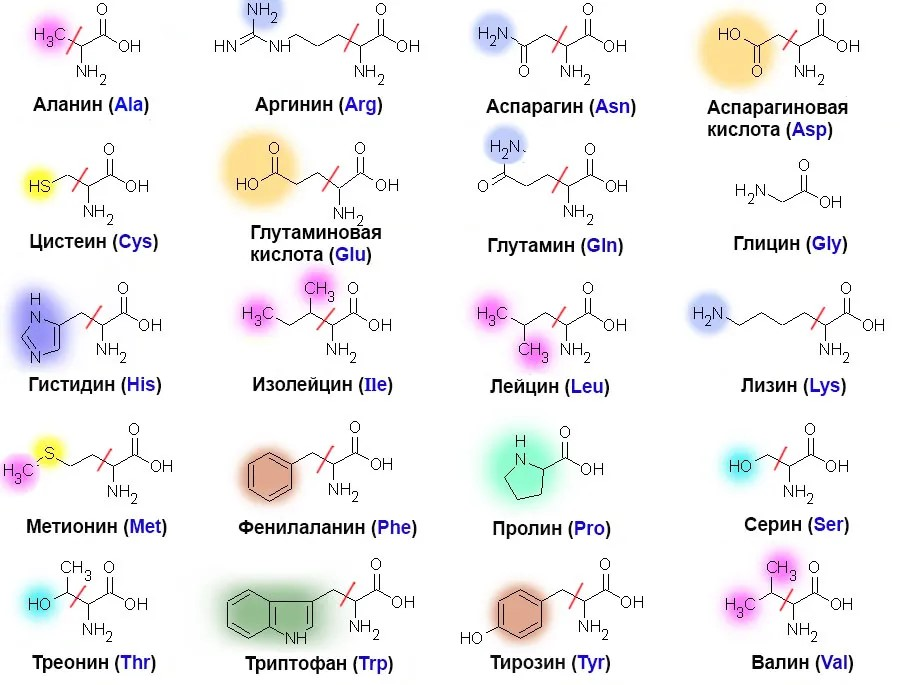 H₃C O OH NH₂
Аланин (Ala)
NH₂ HN NH O OH NH₂
Аргинин (Arg)
H₂N O O OH NH₂
Аспарагин (Asn)
HO O O OH NH₂
Аспарагиновая
кислота (Asp)
HS O OH NH₂
Цистеин (Cys)
O HO O OH NH₂
Глутаминовая
кислота (Glu)
H₂N O O OH NH₂
Глутамин (Gln)
H₂N O OH
Глицин (Gly)
H N N O OH NH₂
Гистидин (His)
H₃C CH₃ O OH NH₂
Изолейцин (Ile)
H₃C CH₃ O OH NH₂
Лейцин (Leu)
H₂N O OH NH₂
Лизин (Lys)
H₃C S O OH NH₂
Метионин (Met)
O OH NH₂
Фенилаланин (Phe)
H N O OH
Пролин (Pro)
HO O OH NH₂
Серин (Ser)
CH₃ HO O OH NH₂
Треонин (Thr)
NH O OH NH₂
Триптофан (Trp)
HO O OH NH₂
Тирозин (Tyr)
CH₃ H₃C O OH NH₂
Валин (Val)